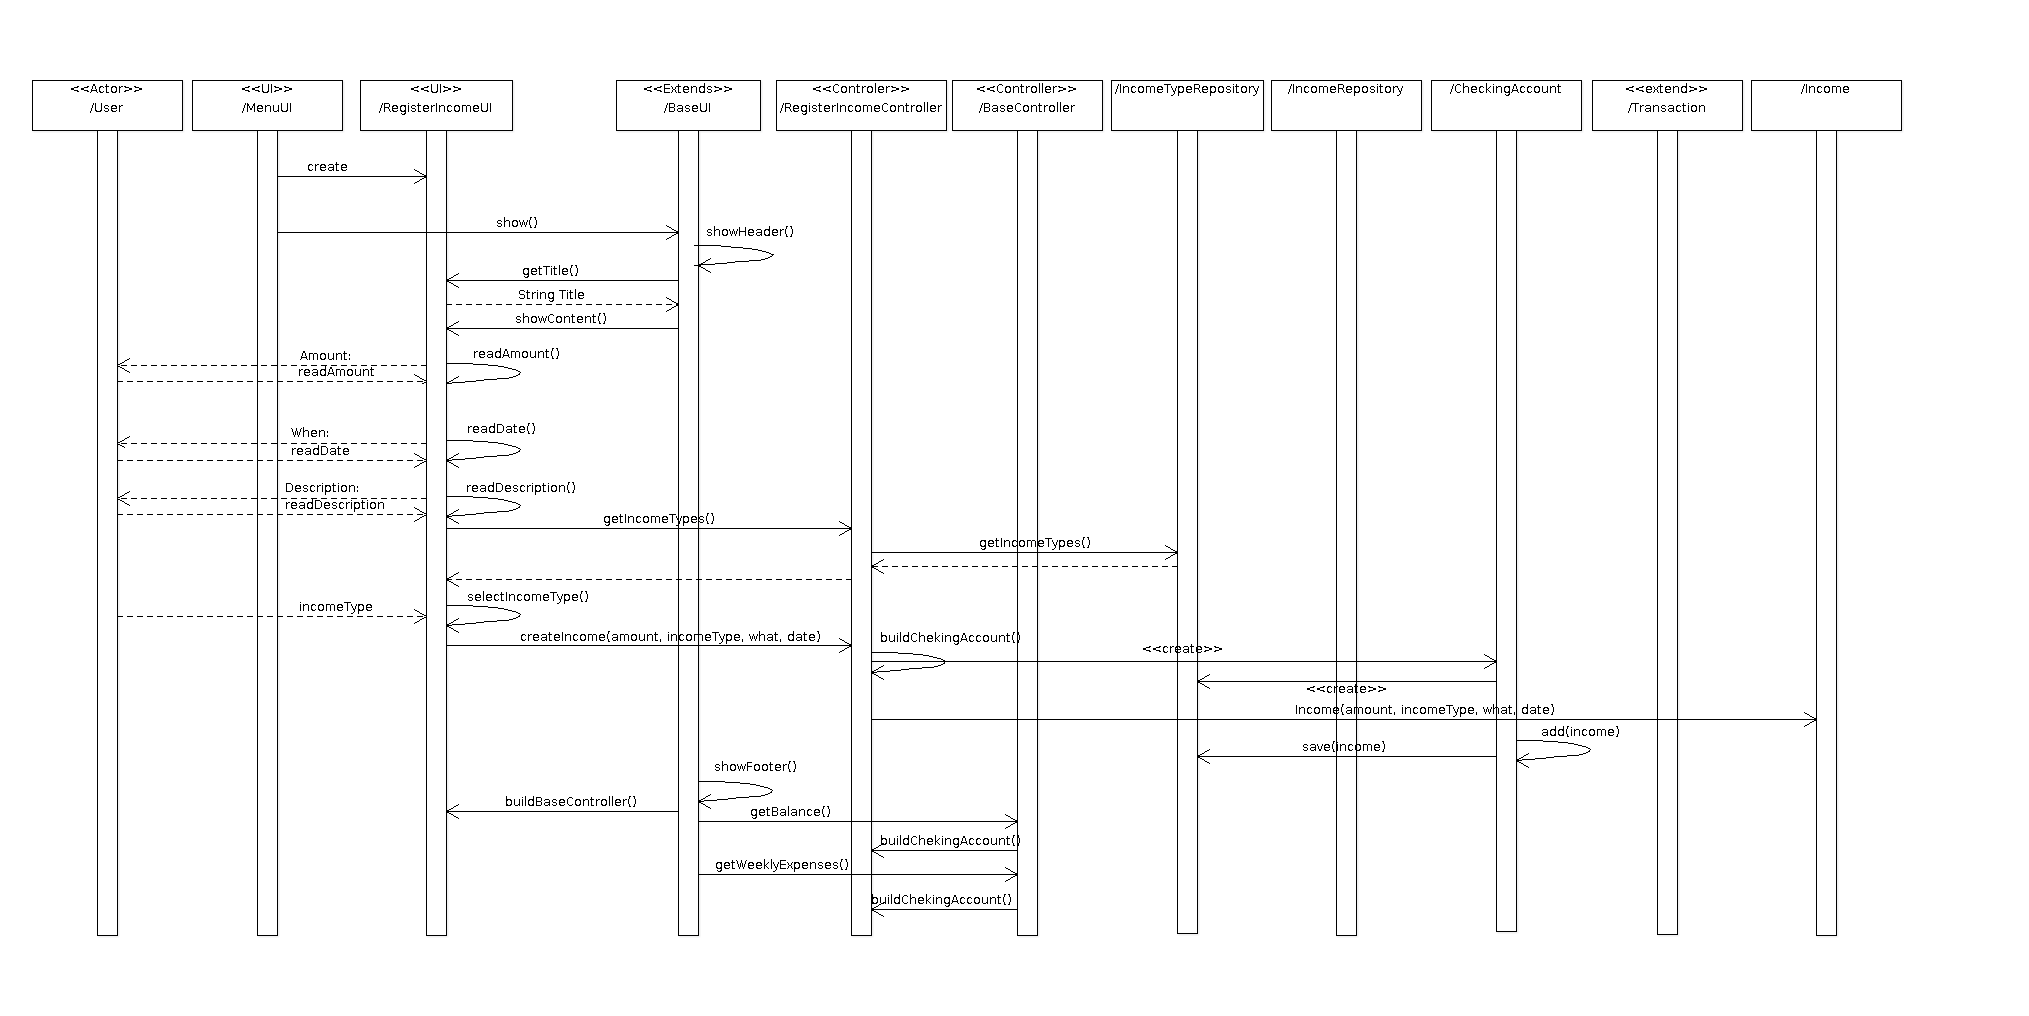 <<Actor>>
/User
<<UI>>
/MenuUI
<<UI>>
/RegisterIncomeUI
<<Extends>>
/BaseUI
<<Controler>>
/RegisterIncomeController
<<Controller>>
/BaseController
/IncomeTypeRepository
/IncomeRepository
/CheckingAccount
<<extend>>
/Transaction
/Income
create
show()
showHeader()
getTitle()
String Title
showContent()
Amount:
readAmount()
readAmount
When:
readDate()
readDate
Description:
readDescription()
readDescription
getIncomeTypes()
getIncomeTypes()
selectIncomeType()
incomeType
createIncome(amount, incomeType, what, date)
buildChekingAccount()
<<create>>
<<create>>
Income(amount, incomeType, what, date)
add(income)
save(income)
showFooter()
buildBaseController()
getBalance()
buildChekingAccount()
getWeeklyExpenses()
buildChekingAccount()